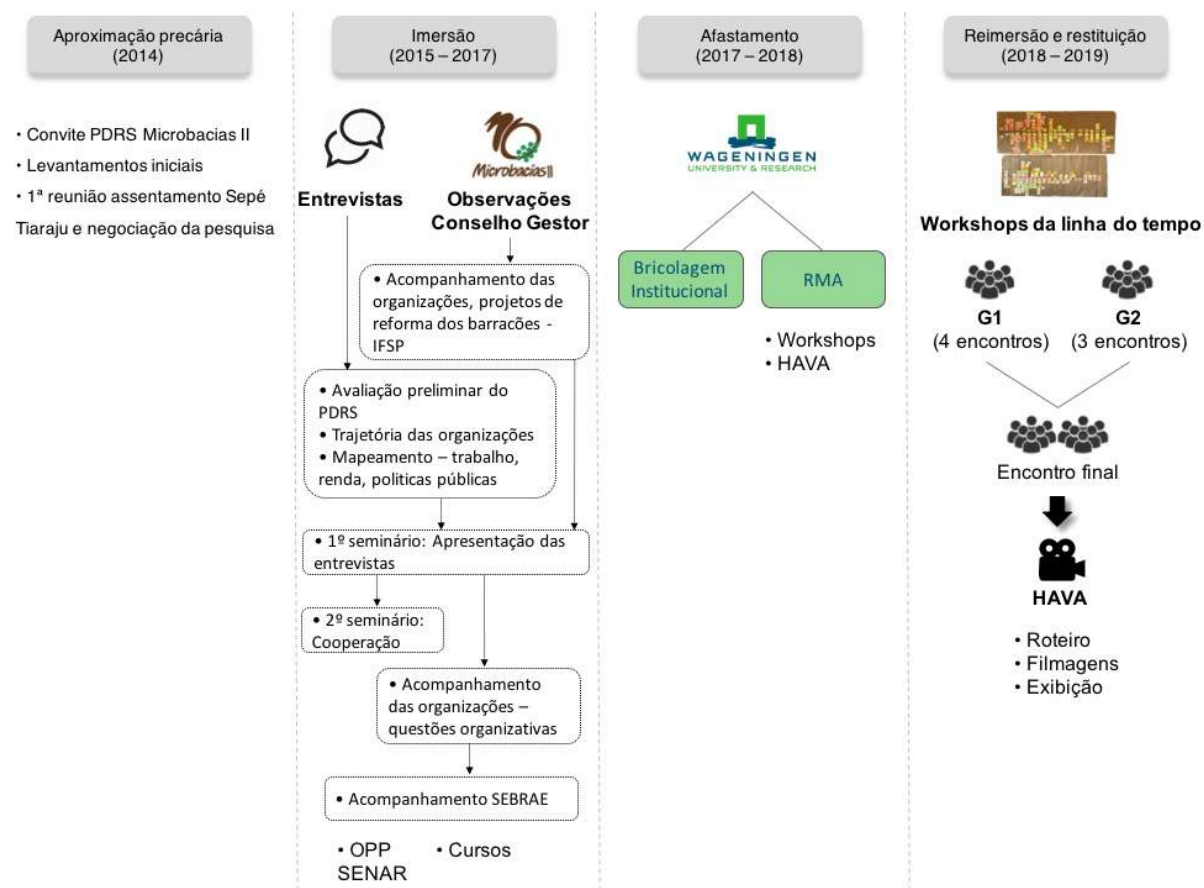 Aproximação precária
(2014)
• Convite PDRS Microbacias II
• Levantamentos iniciais
• 1ª reunião assentamento Sepé
Tiaraju e negociação da pesquisa
Imersão
(2015 – 2017)
Microbacias II
Entrevistas
Observações
Conselho Gestor
• Acompanhamento das
organizações, projetos de
reforma dos barracões -
IFSP
• Avaliação preliminar do
PDRS
• Trajetória das organizações
• Mapeamento – trabalho,
renda, politicas públicas
• 1º seminário: Apresentação das
entrevistas
• 2º seminário:
Cooperação
• Acompanhamento
das organizações –
questões organizativas
• Acompanhamento SEBRAE
• OPP
SENAR
• Cursos
Afastamento
(2017 – 2018)
WAGENINGEN
UNIVERSITY & RESEARCH
Bricolagem
Institucional
RMA
• Workshops
• HAVA
Reimersão e restituição
(2018 – 2019)
Workshops da linha do tempo
G1
(4 encontros)
G2
(3 encontros)
Encontro final
HAVA
• Roteiro
• Filmagens
• Exibição